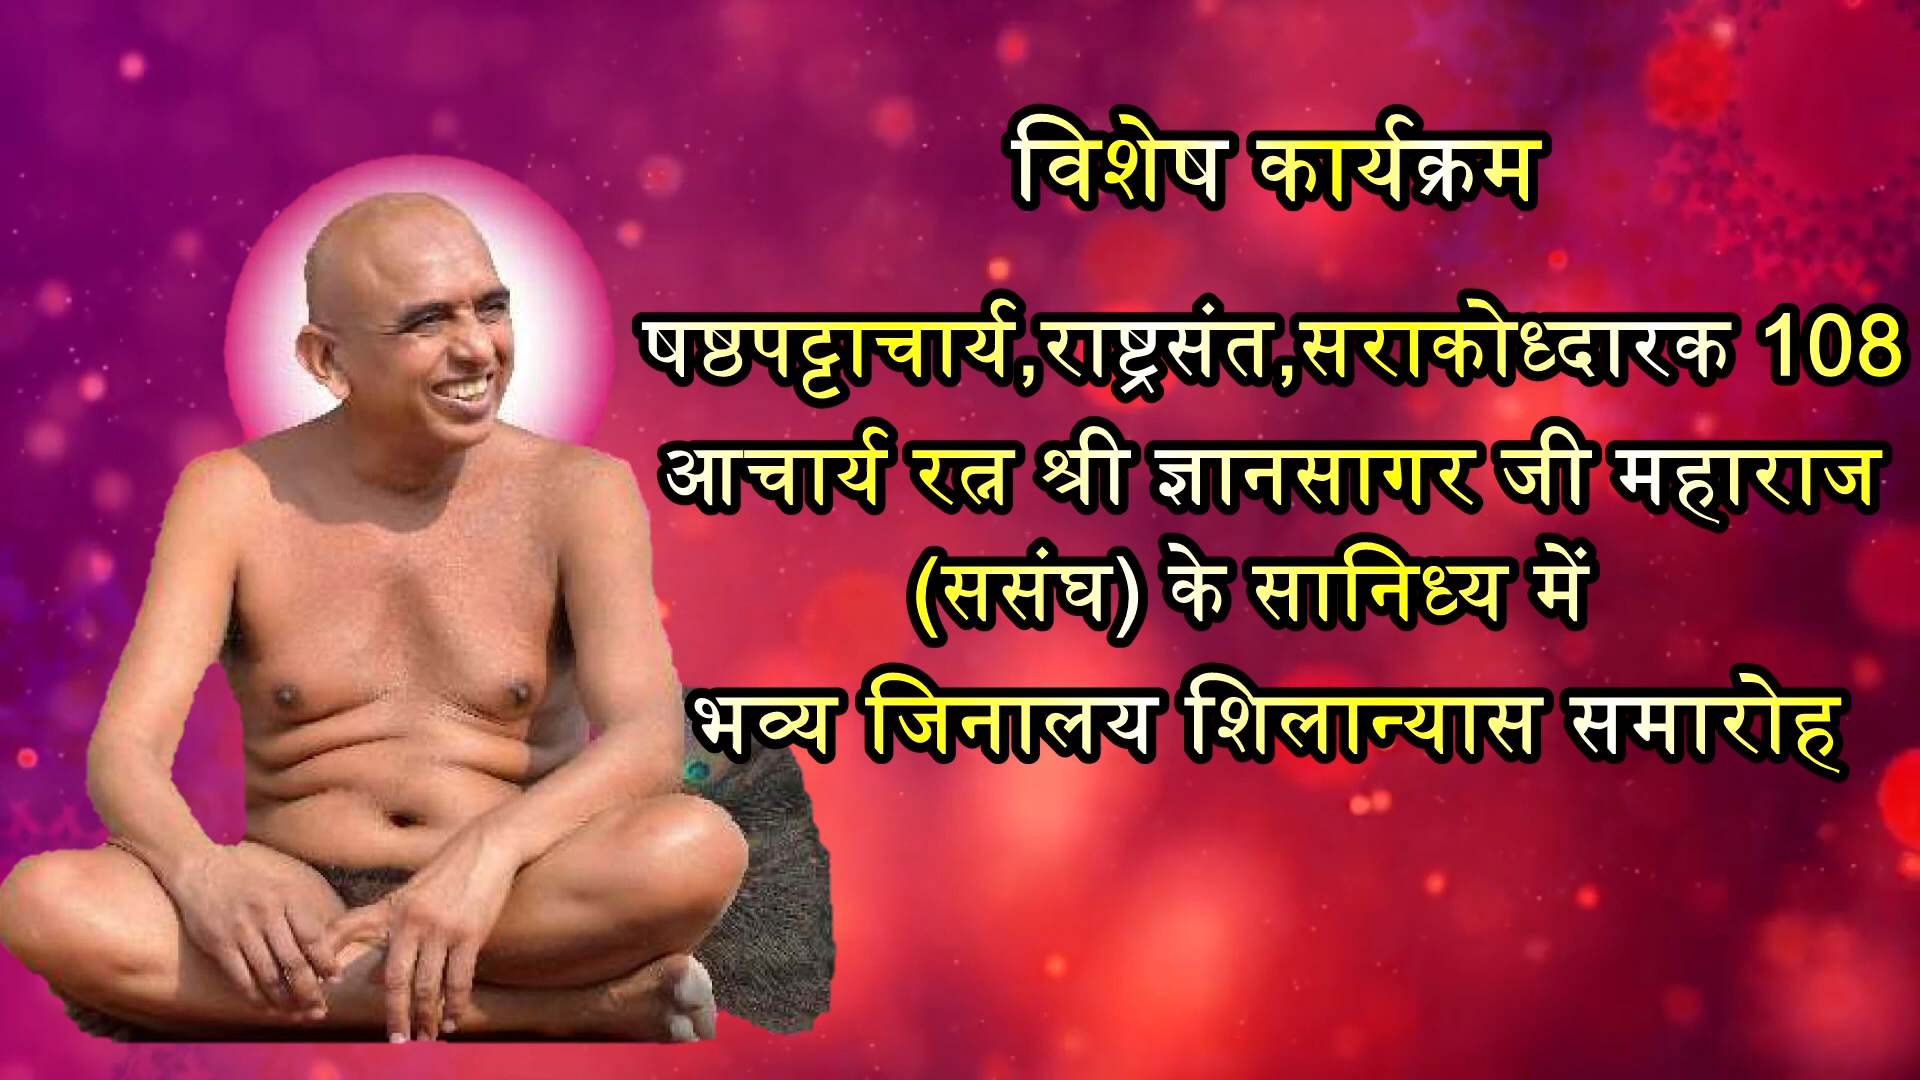 विशेष कार्यक्रम
षष्ठपट्टाचार्य,राष्ट्रसंत,सराकोध्दारक 108
आचार्य रत्न श्री ज्ञानसागर जी महाराज
(ससंघ) के सानिध्य में
भव्य जिनालय शिलान्यास समारोह